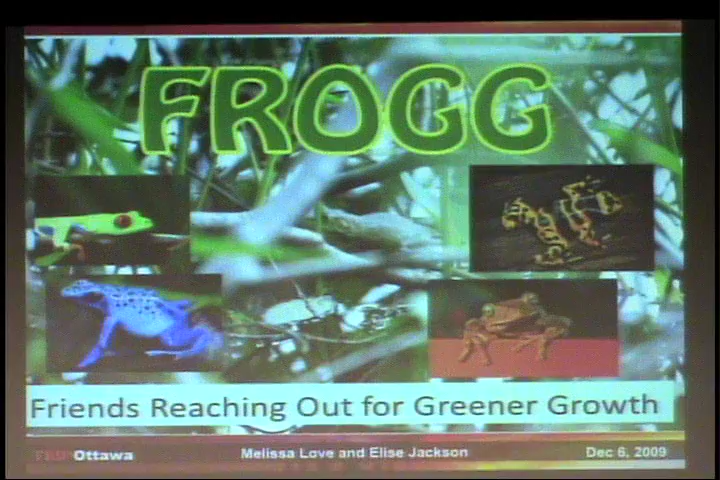 FROGG
Friends Reaching Out for Greener Growth
TEDxOttawa Melissa Love and Elise Jackson Dec 6, 2009